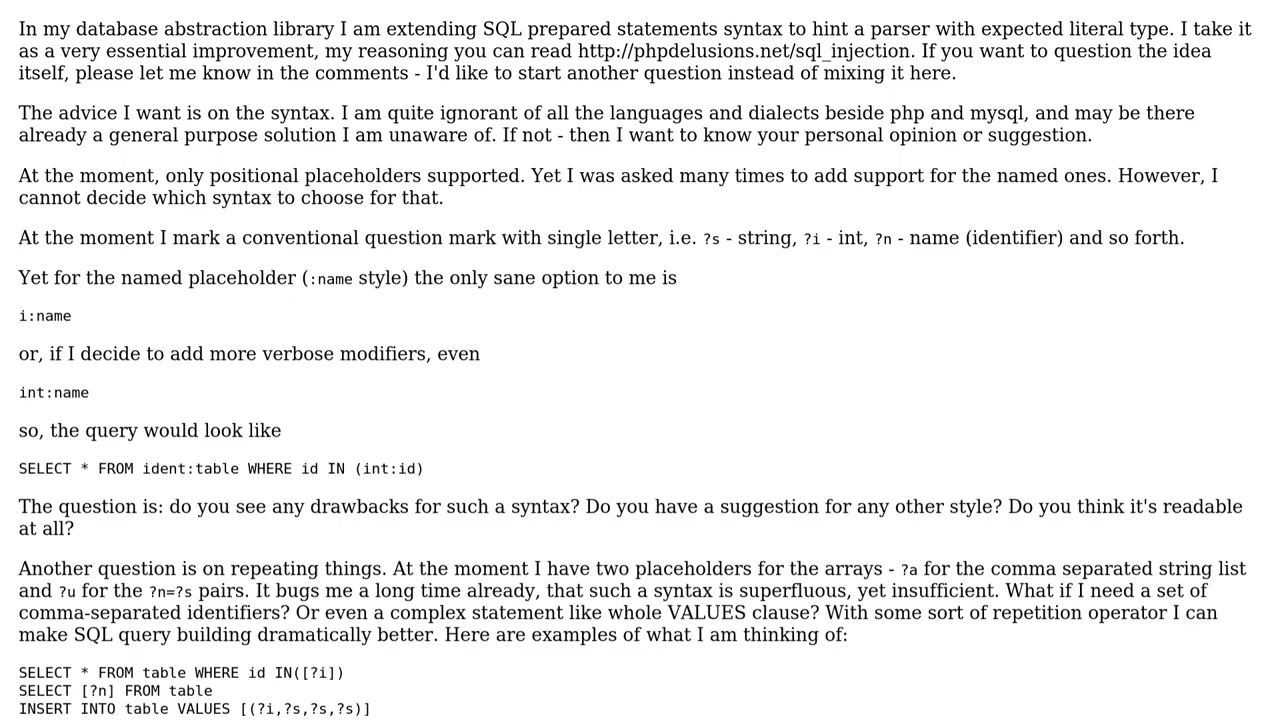 In my database abstraction library I am extending SQL prepared statements syntax to hint a parser with expected literal type. I take it
as a very essential improvement, my reasoning you can read http://phpdelusions.net/sql_injection. If you want to question the idea
itself, please let me know in the comments - I'd like to start another question instead of mixing it here.
The advice I want is on the syntax. I am quite ignorant of all the languages and dialects beside php and mysql, and may be there
already a general purpose solution I am unaware of. If not - then I want to know your personal opinion or suggestion.
At the moment, only positional placeholders supported. Yet I was asked many times to add support for the named ones. However, I
cannot decide which syntax to choose for that.
At the moment I mark a conventional question mark with single letter, i.e. ?s - string, ?i - int, ?n - name (identifier) and so forth.
Yet for the named placeholder (:name style) the only sane option to me is
i:name
or, if I decide to add more verbose modifiers, even
int:name
so, the query would look like
SELECT * FROM ident:table WHERE id IN (int:id)
The question is: do you see any drawbacks for such a syntax? Do you have a suggestion for any other style? Do you think it's readable
at all?
Another question is on repeating things. At the moment I have two placeholders for the arrays - ?a for the comma separated string list
and ?u for the ?n=?s pairs. It bugs me a long time already, that such a syntax is superfluous, yet insufficient. What if I need a set of
comma-separated identifiers? Or even a complex statement like whole VALUES clause? With some sort of repetition operator I can
make SQL query building dramatically better. Here are examples of what I am thinking of:
SELECT * FROM table WHERE id IN([?i])
SELECT [?n] FROM table
INSERT INTO table VALUES [(?i,?s,?s,?s)]